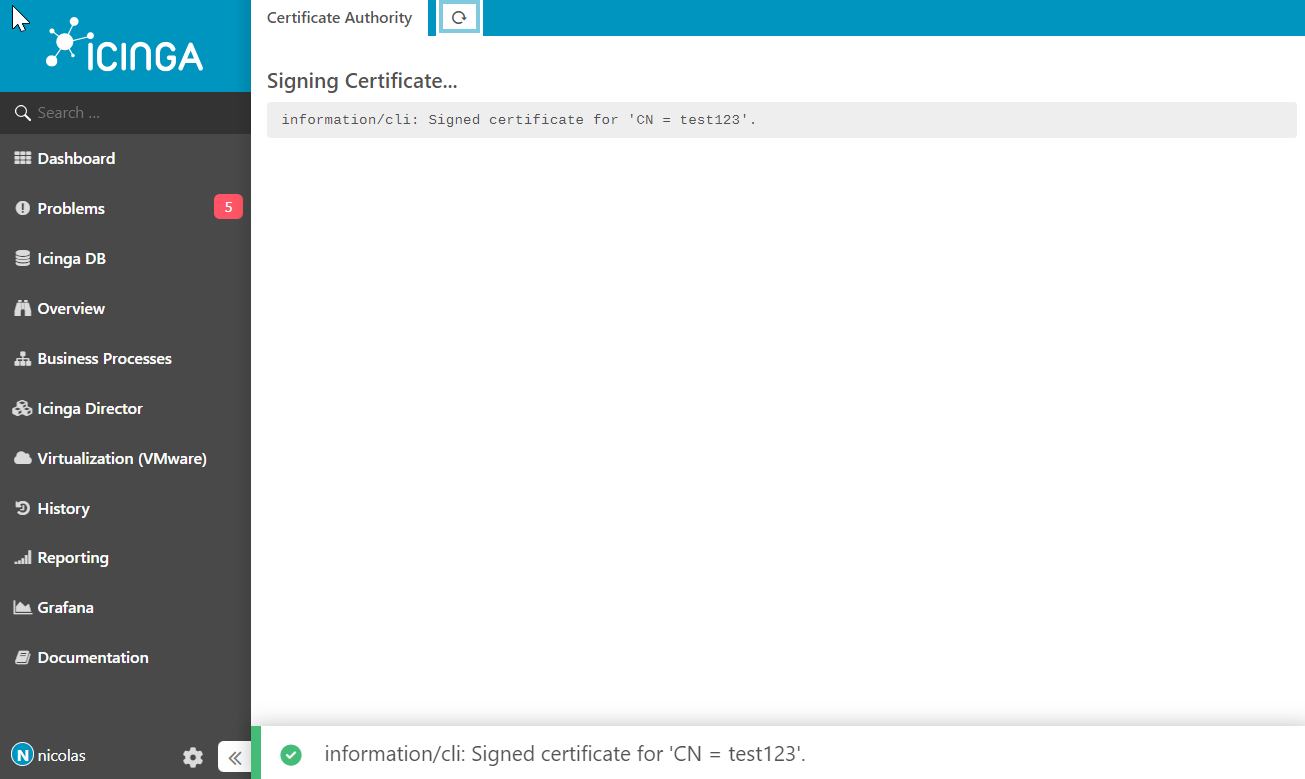 Certificate Authority
ICINGA
Search ...
Dashboard
Problems
5
Icinga DB
Overview
Business Processes
Icinga Director
Virtualization (VMware)
History
Reporting
Grafana
Documentation
N nicolas
Signing Certificate...
information/cli: Signed certificate for 'CN = test123'.
information/cli: Signed certificate for 'CN = test123'.